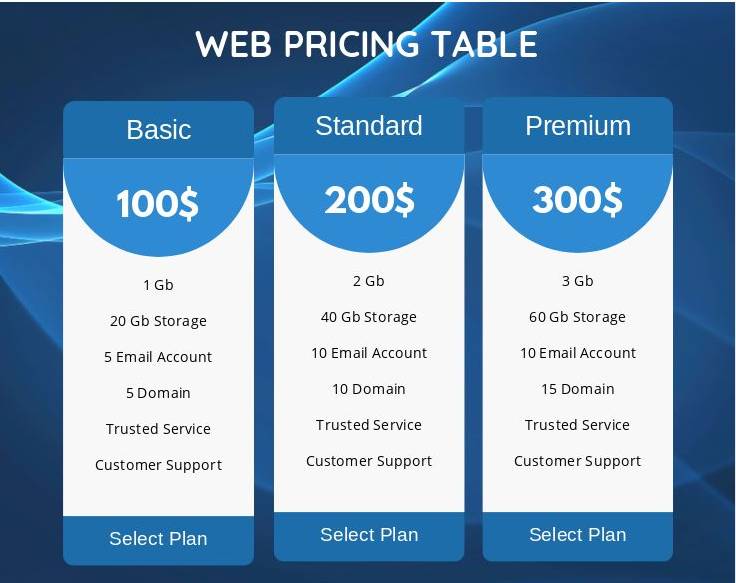 WEB PRICING TABLE
Basic
100$
1 Gb
20 Gb Storage
5 Email Account
5 Domain
Trusted Service
Customer Support
Select Plan
Standard
200$
2 Gb
40 Gb Storage
10 Email Account
10 Domain
Trusted Service
Customer Support
Select Plan
Premium
300$
3 Gb
60 Gb Storage
10 Email Account
15 Domain
Trusted Service
Customer Support
Select Plan